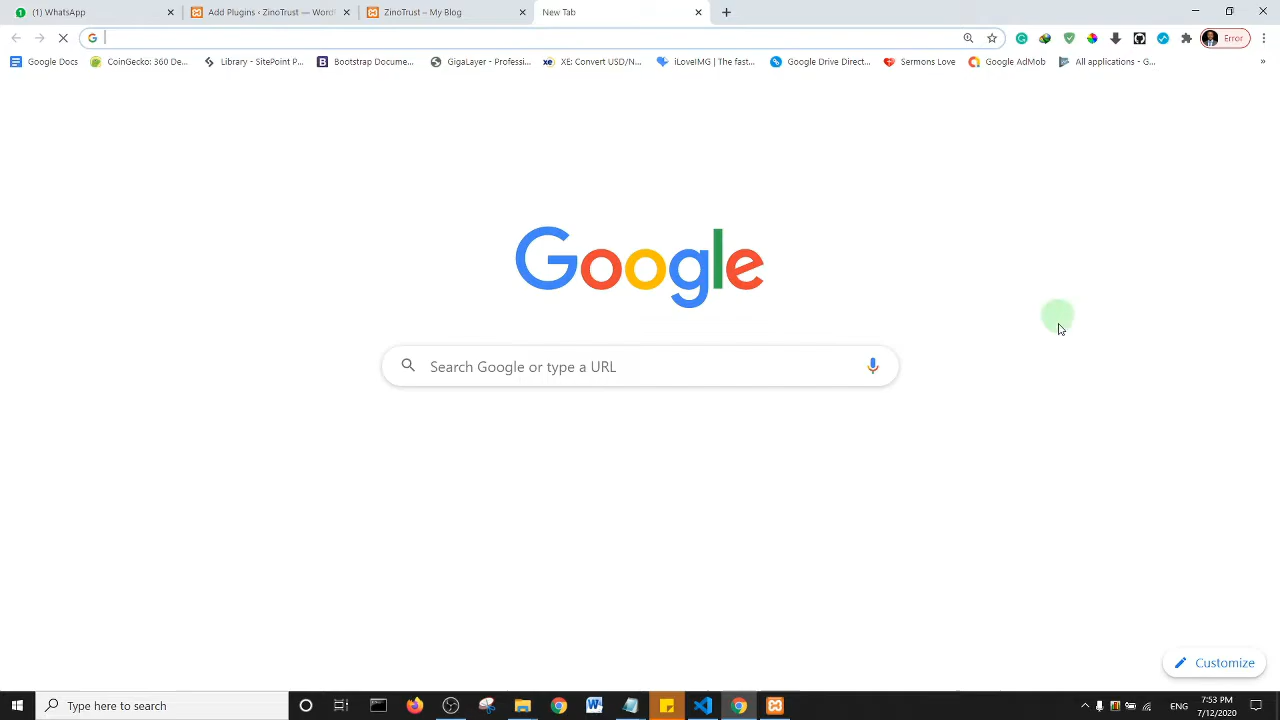 (1) WhatsApp
Add Plugins ‹ ZinoTrust — WordP
ZinoTrust – My Blog
New Tab
Error
Google Docs
CoinGecko: 360 De...
Library - SitePoint P...
Bootstrap Docume...
GigaLayer - Professi...
XE: Convert USD/N...
iLoveIMG | The fast...
Google Drive Direct...
Sermons Love
Google AdMob
All applications - G...
»
Google
Search Google or type a URL
Customize
Type here to search
ENG
7:53 PM
7/12/2020